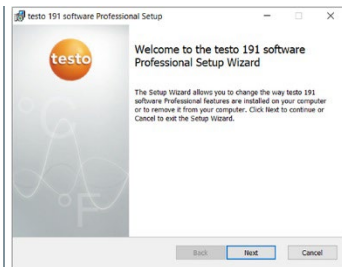 testo 191 software Professional Setup
testo
Welcome to the testo 191 software
Professional Setup Wizard
The Setup Wizard allows you to change the way testo 191
software Professional features are installed on your computer
or to remove it from your computer. Click Next to continue or
Cancel to exit the Setup Wizard.
°F
Back
Next
Cancel